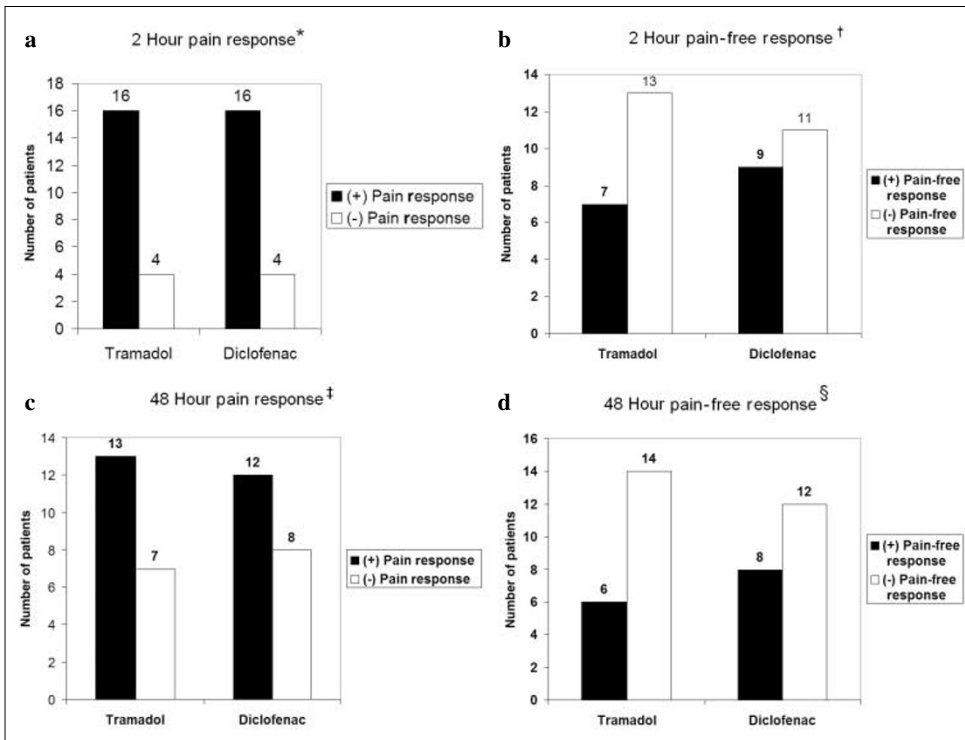 a
2 Hour pain response*
18
16
14
12
10
8
6
4
2
0
Number of patients
16
4
16
4
Tramadol
Diclofenac
(+) Pain response
(-) Pain response
b
2 Hour pain-free response†
14
12
10
8
6
4
2
0
Number of patients
7
13
9
11
Tramadol
Diclofenac
(+) Pain-free
response
(-) Pain-free
response
c
48 Hour pain response‡
14
12
10
8
6
4
2
0
Number of patients
13
7
12
8
Tramadol
Diclofenac
(+) Pain response
(-) Pain response
d
48 Hour pain-free response§
16
14
12
10
8
6
4
2
0
Number of patients
6
14
8
12
Tramadol
Diclofenac
(+) Pain-free
response
(-) Pain-free
response